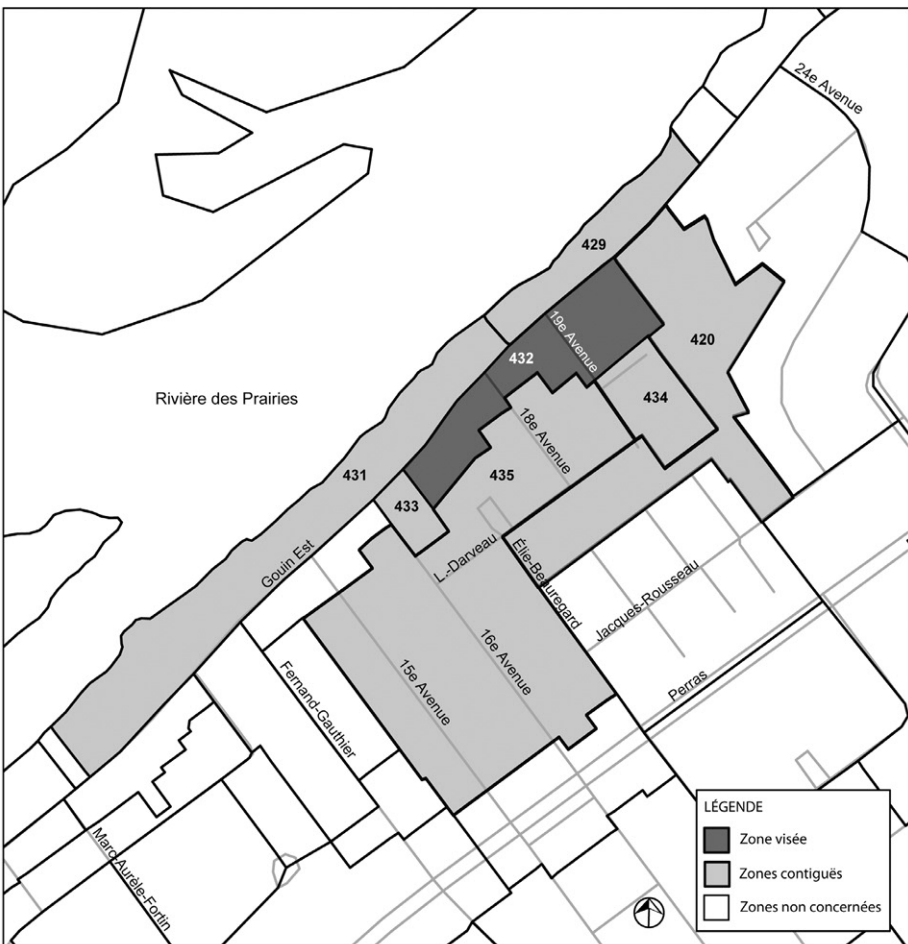 24e Avenue
429
19e Avenue
420
432
Rivière des Prairies
434
18e Avenue
431
435
433
Gouin Est
L.-Darveau
Élie-Beauregard
Jacques-Rousseau
16e Avenue
15e Avenue
Perras
Fernand-Gauthier
Marc-Aurèle-Fortin
LÉGENDE
Zone visée
Zones contiguës
Zones non concernées